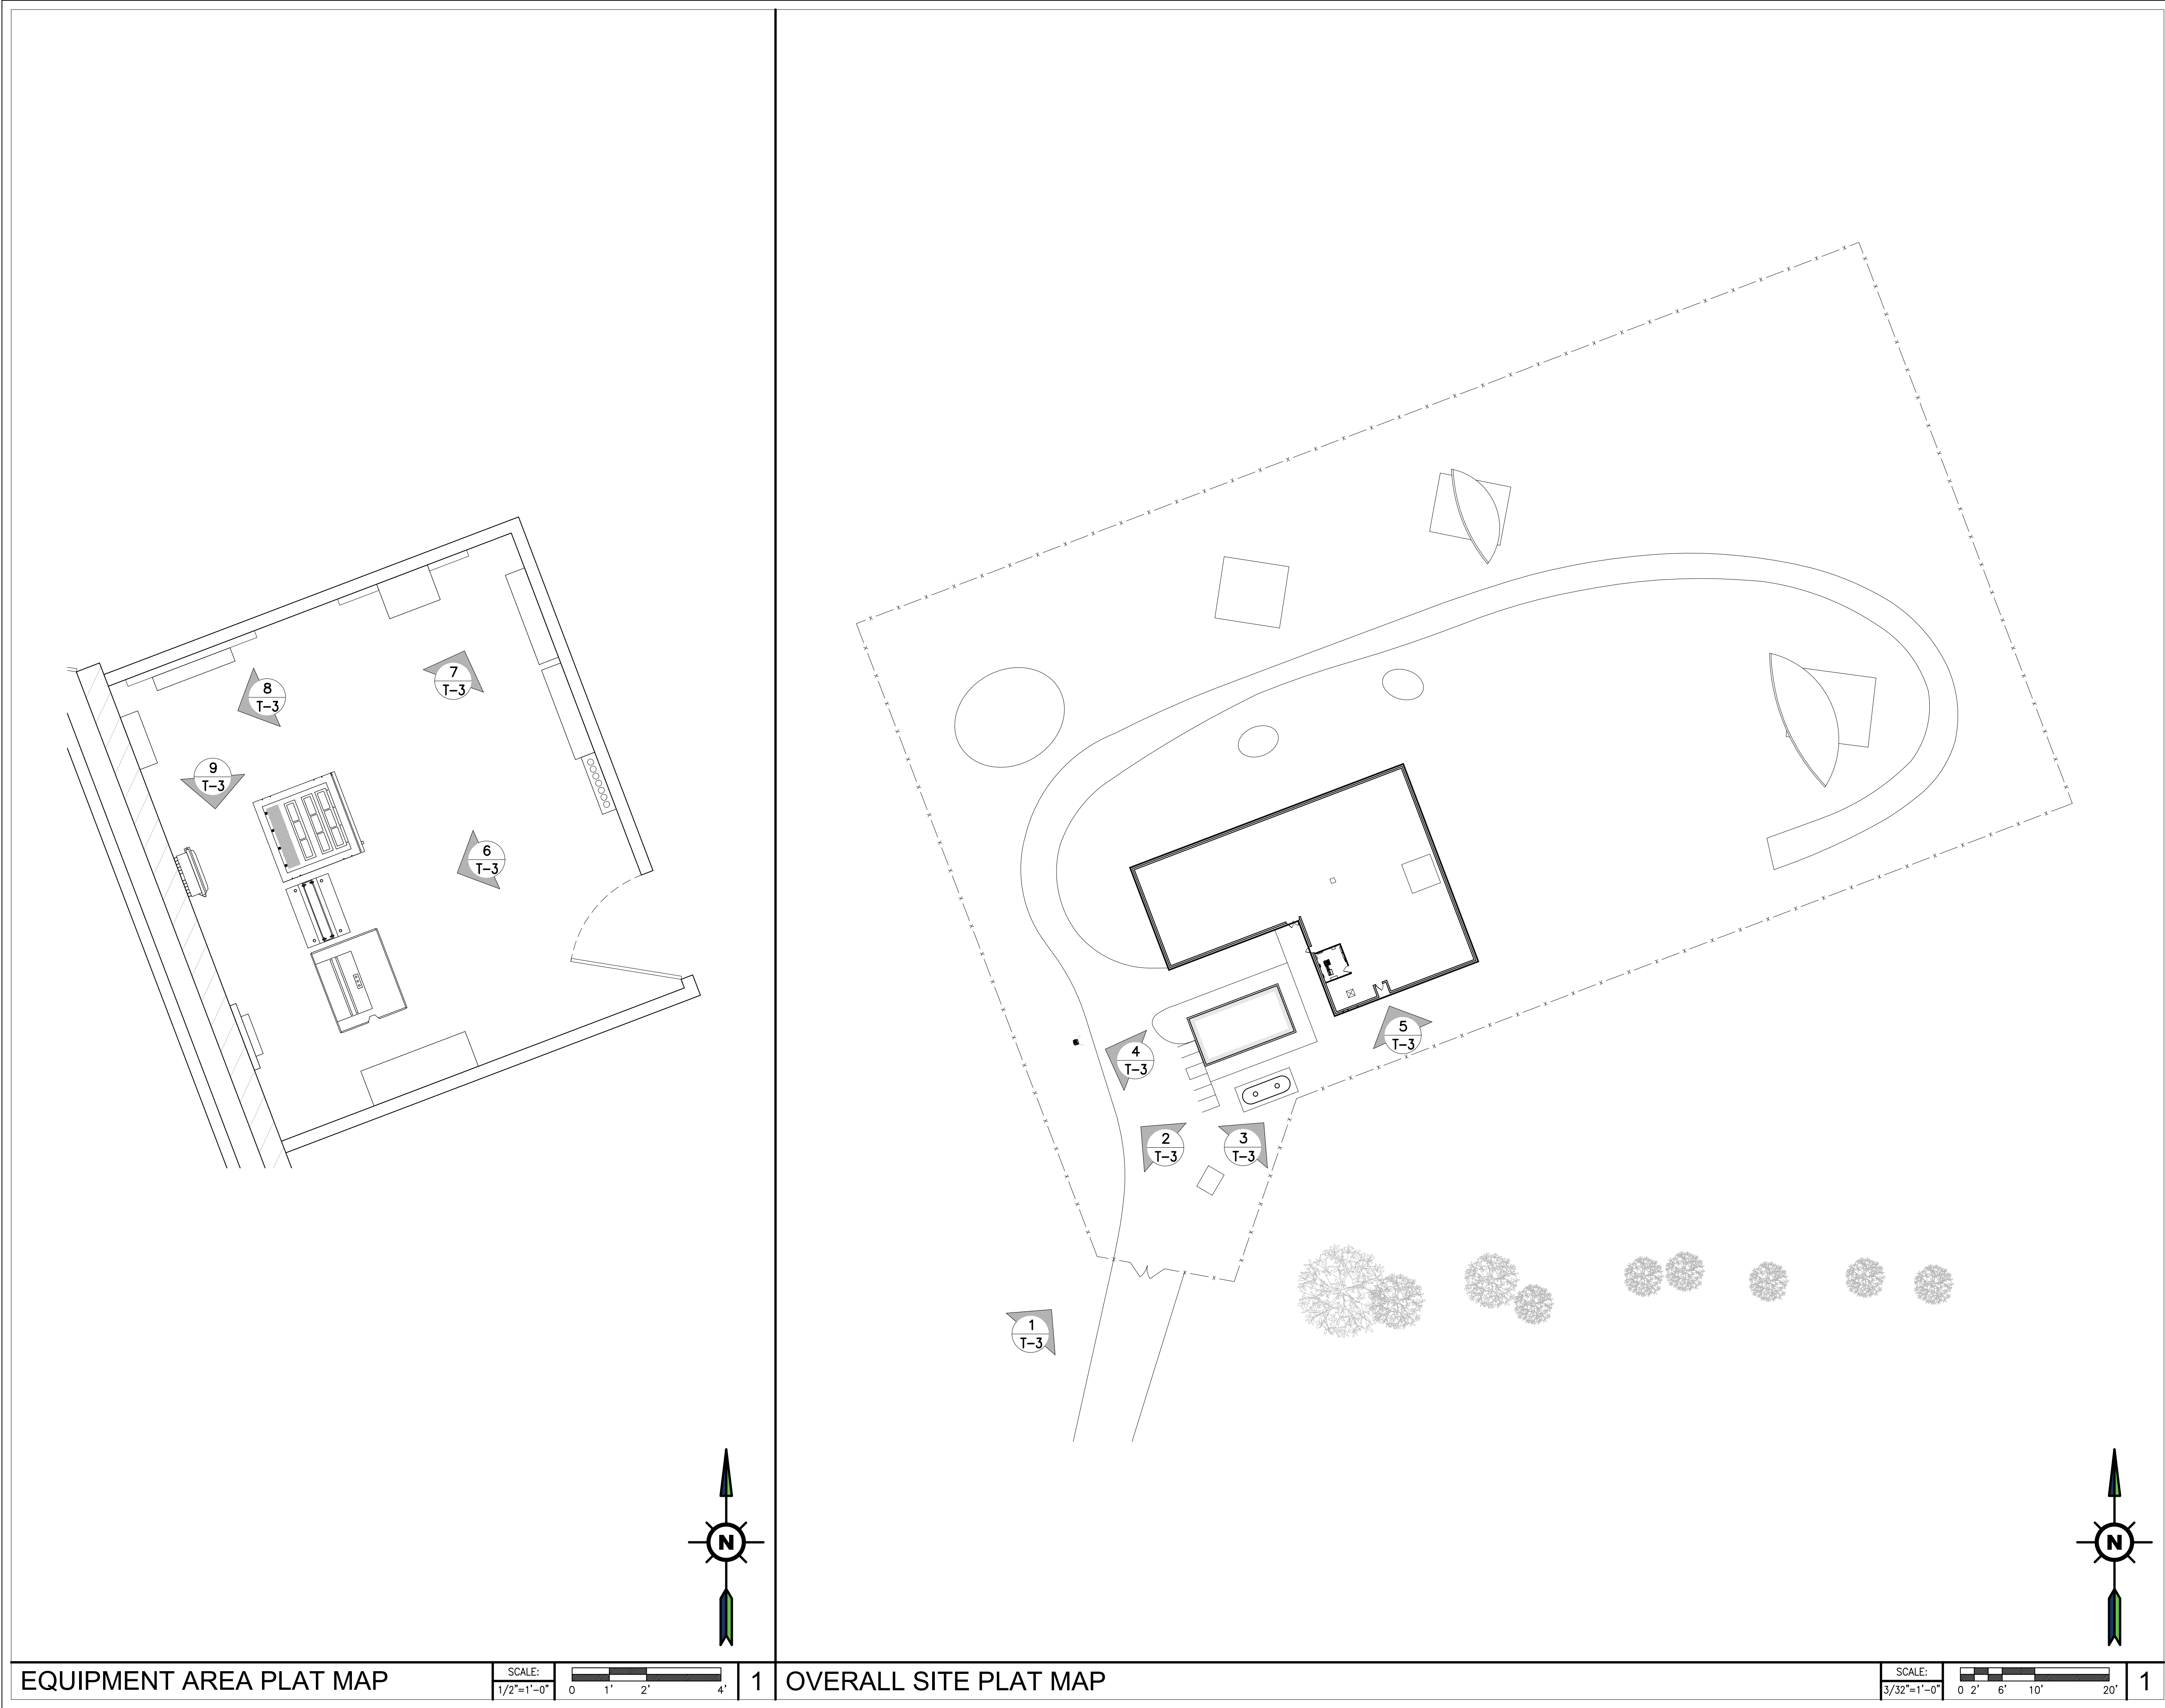 8
T-3
7
T-3
9
T-3
6
T-3
5
T-3
4
T-3
2
T-3
3
T-3
1
T-3
N
N
EQUIPMENT AREA PLAT MAP
SCALE:
1/2"=1'-0"
0 1' 2' 4'
1
OVERALL SITE PLAT MAP
SCALE:
3/32"=1'-0"
0 2' 6' 10' 20'
1